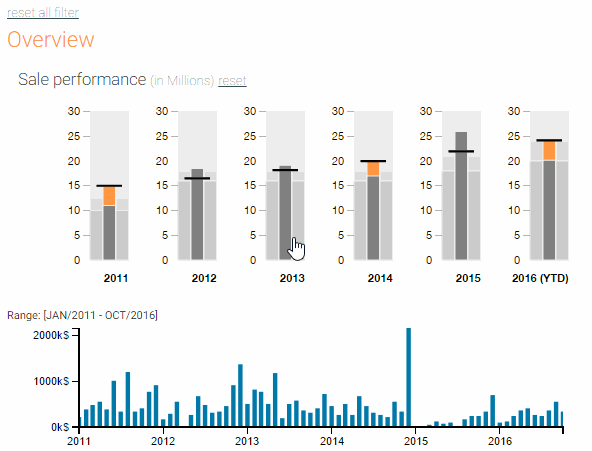 reset all filter
Overview
Sale performance (in Millions) reset
30 30 30 30 30 30
25 25 25 25 25 25
20 20 20 20 20 20
15 15 15 15 15 15
10 10 10 10 10 10
5 5 5 5 5 5
0 0 0 0 0 0
2011 2012 2013 2014 2015 2016 (YTD)
Range: [JAN/2011 - OCT/2016]
2000k$
1000k$
0k$
2011 2012 2013 2014 2015 2016